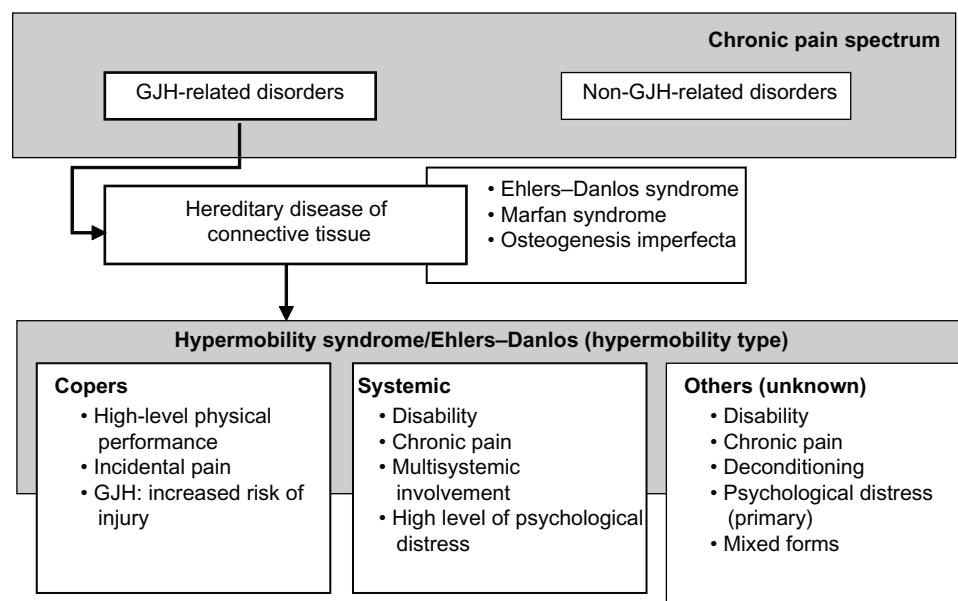 Chronic pain spectrum
GJH-related disorders
Non-GJH-related disorders
Hereditary disease of
connective tissue
• Ehlers–Danlos syndrome
• Marfan syndrome
• Osteogenesis imperfecta
Hypermobility syndrome/Ehlers–Danlos (hypermobility type)
Copers
• High-level physical
performance
• Incidental pain
• GJH: increased risk of
injury
Systemic
• Disability
• Chronic pain
• Multisystemic
involvement
• High level of psychological
distress
Others (unknown)
• Disability
• Chronic pain
• Deconditioning
• Psychological distress
(primary)
• Mixed forms